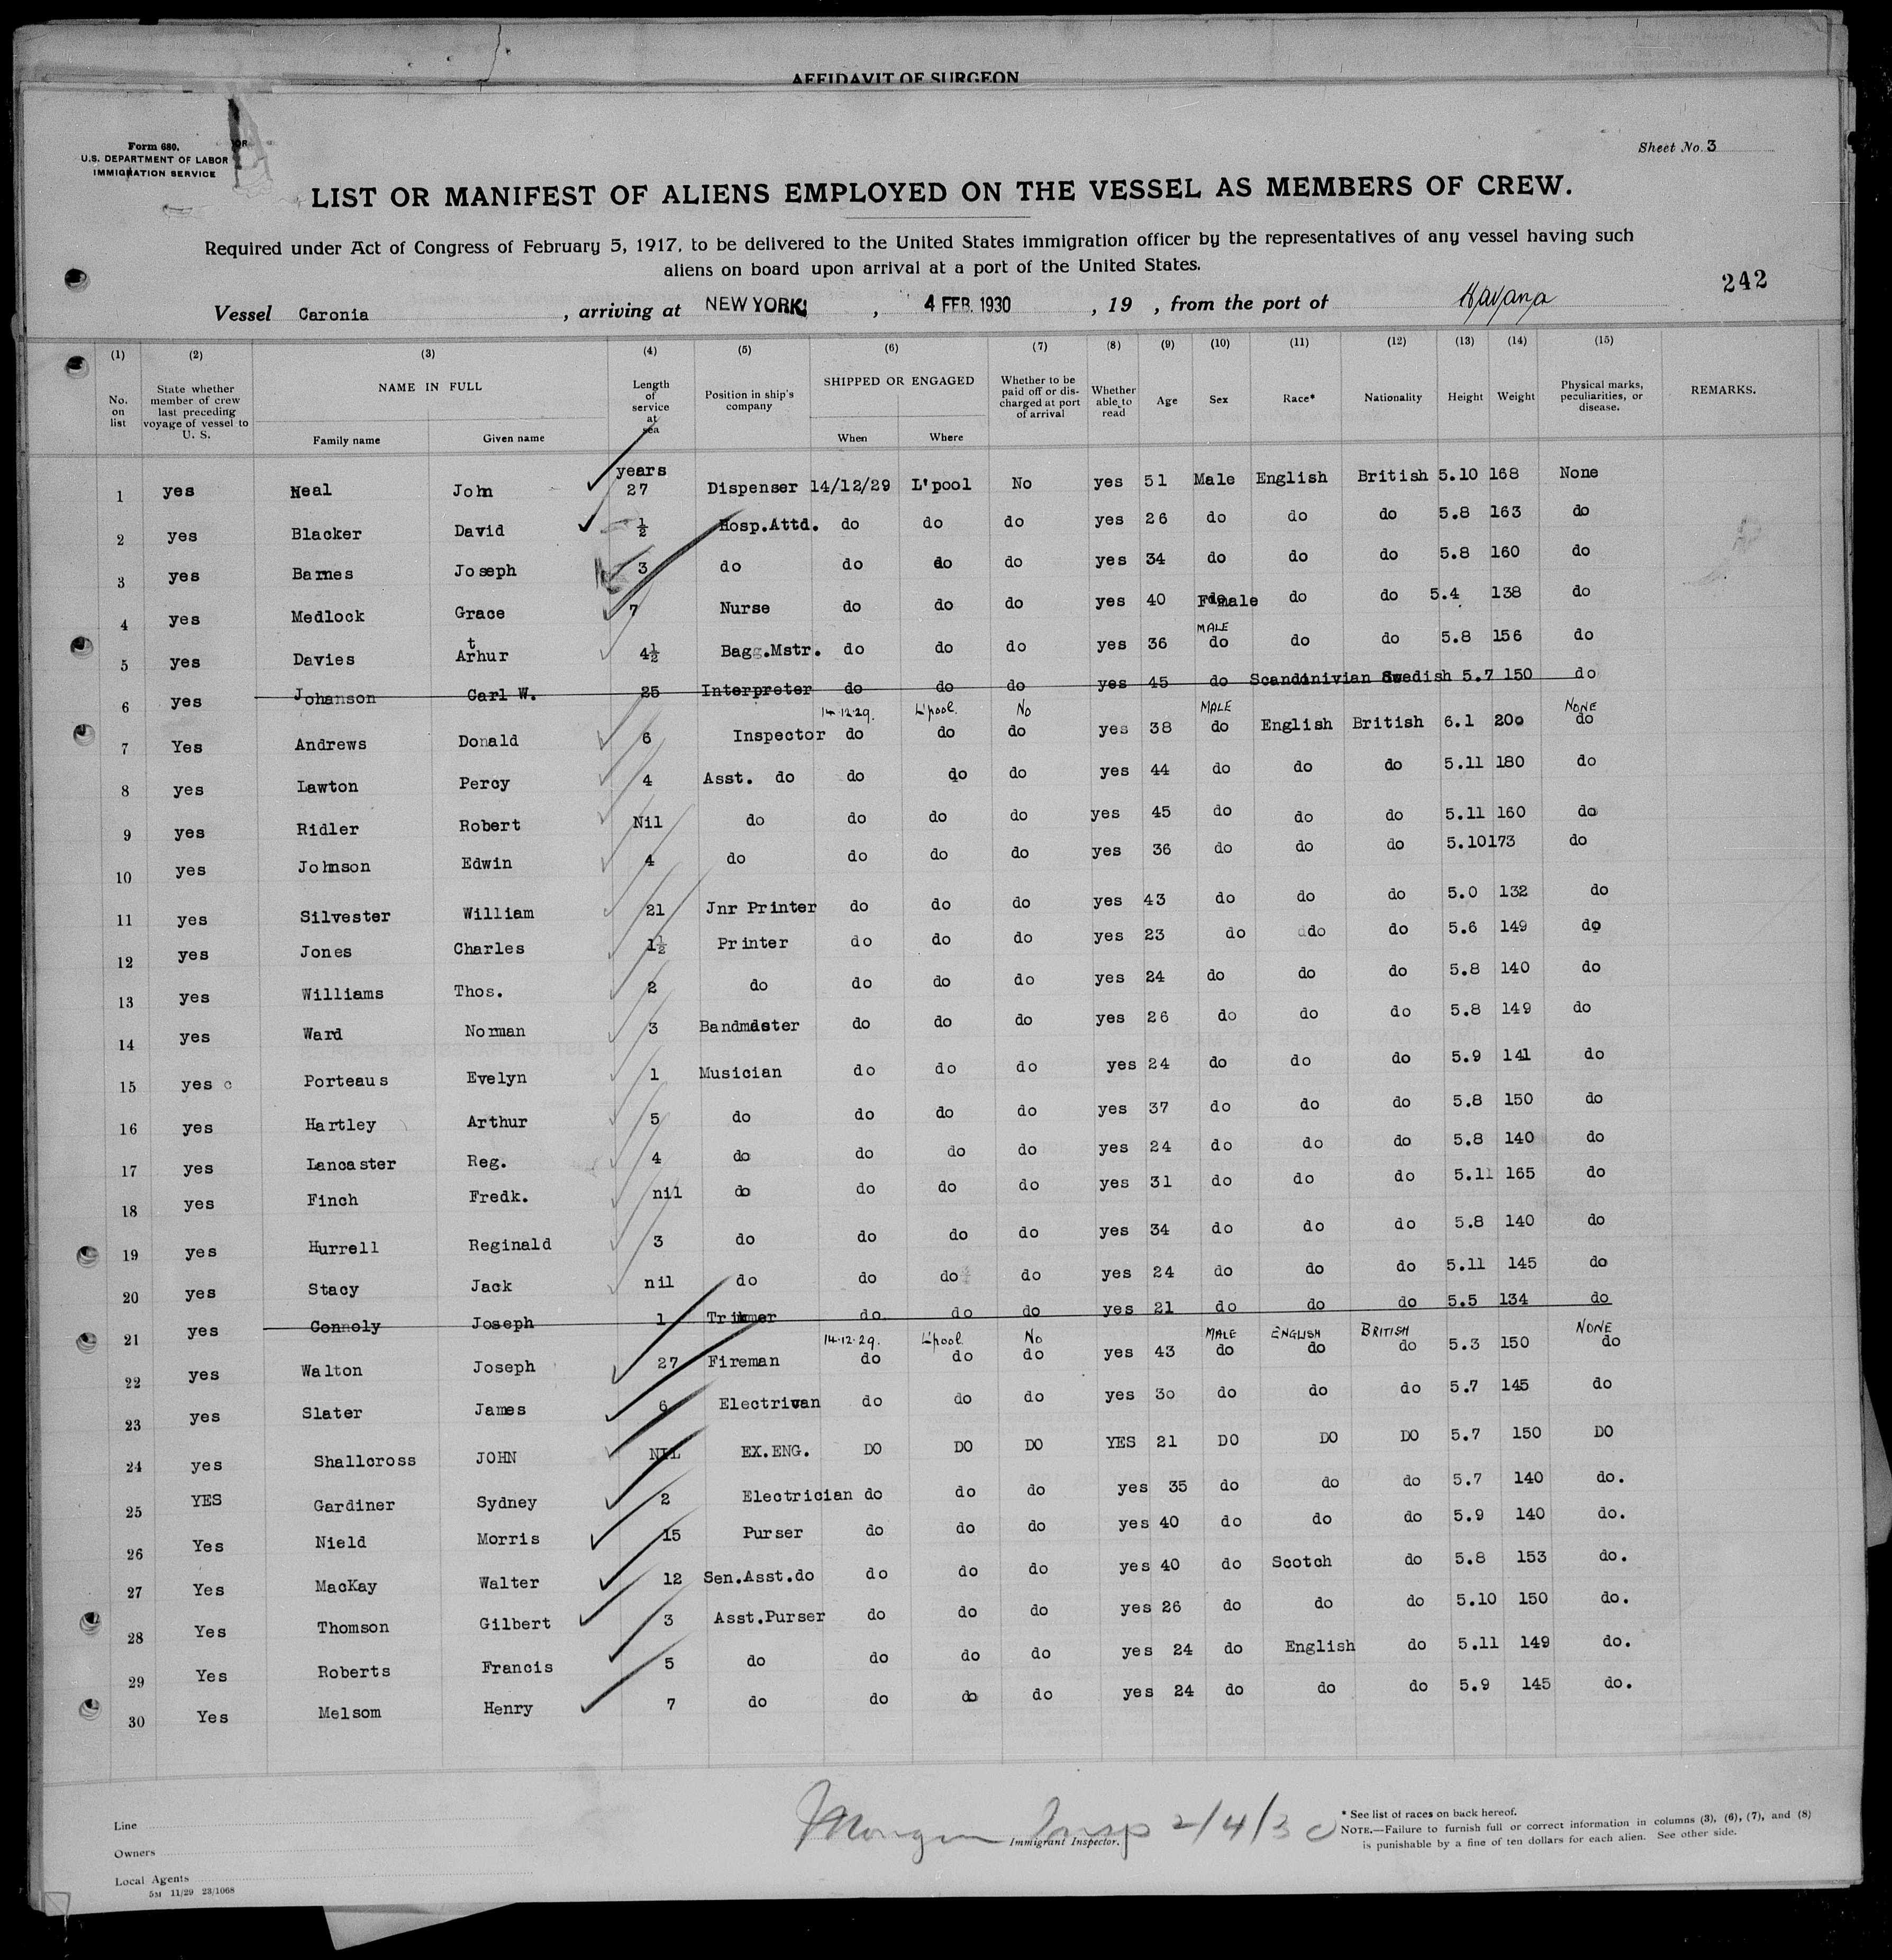 AFFIDAVIT OF SURGEON
Form 680.
U.S. DEPARTMENT OF LABOR
IMMIGRATION SERVICE
Sheet No. 3
LIST OR MANIFEST OF ALIENS EMPLOYED ON THE VESSEL AS MEMBERS OF CREW.
Required under Act of Congress of February 5, 1917, to be delivered to the United States immigration officer by the representatives of any vessel having such
aliens on board upon arrival at a port of the United States.
242
Vessel Caronia , arriving at NEW YORK , 4 FEB. 1930 , 19 , from the port of Havana
(1) (2) (3) (4) (5) (6) (7) (8) (9) (10) (11) (12) (13) (14) (15)
No. on list State whether member of crew last preceding voyage of vessel to U. S. NAME IN FULL Family name Given name Length of service at sea Position in ship's company SHIPPED OR ENGAGED When Where Whether to be paid off or discharged at port of arrival Whether able to read Age Sex Race* Nationality Height Weight Physical marks, peculiarities, or disease. REMARKS.
years
1 yes Neal John 27 Dispenser 14/12/29 L'pool No yes 51 Male English British 5.10 168 None
2 yes Blacker David ½ Hosp.Attd. do do do yes 26 do do do 5.8 163 do
3 yes Barnes Joseph 3 do do do do yes 34 do do do 5.8 160 do
4 yes Medlock Grace 7 Nurse do do do yes 40 Female do do 5.4 138 do
MALE
5 yes Davies Arthur 4½ Bagg.Mstr. do do do yes 36 do do do 5.8 156 do
6 yes Johanson Carl W. 25 Interpreter do do do yes 45 do Scandinivian Swedish 5.7 150 do
14.12.29. L'pool. No MALE NONE
7 Yes Andrews Donald 6 Inspector do do do yes 38 do English British 6.1 200 do
8 yes Lawton Percy 4 Asst. do do do do yes 44 do do do 5.11 180 do
9 yes Ridler Robert Nil do do do do yes 45 do do do 5.11 160 do
10 yes Johnson Edwin 4 do do do do yes 36 do do do 5.10 173 do
11 yes Silvester William 21 Jnr Printer do do do yes 43 do do do 5.0 132 do
12 yes Jones Charles 1½ Printer do do do yes 23 do ddo do 5.6 149 do
13 yes Williams Thos. 2 do do do do yes 24 do do do 5.8 140 do
14 yes Ward Norman 3 Bandmaster do do do yes 26 do do do 5.8 149 do
15 yes c Porteaus Evelyn 1 Musician do do do yes 24 do do do 5.9 141 do
16 yes Hartley Arthur 5 do do do do yes 37 do do do 5.8 150 do
17 yes Lancaster Reg. 4 do do do do yes 24 do do do 5.8 140 do
18 yes Finch Fredk. nil do do do do yes 31 do do do 5.11 165 do
19 yes Hurrell Reginald 3 do do do do yes 34 do do do 5.8 140 do
20 yes Stacy Jack nil do do do do yes 24 do do do 5.11 145 do
21 yes Connoly Joseph 1 Trimmer do do do yes 21 do do do 5.5 134 do
14.12.29. L'pool. No MALE ENGLISH BRITISH NONE
22 yes Walton Joseph 27 Fireman do do do yes 43 do do do 5.3 150 do
23 yes Slater James 6 Electrican do do do yes 30 do do do 5.7 145 do
24 yes Shallcross JOHN NIL EX.ENG. DO DO DO YES 21 DO DO DO 5.7 150 DO
25 YES Gardiner Sydney 2 Electrician do do do yes 35 do do do 5.7 140 do.
26 Yes Nield Morris 15 Purser do do do yes 40 do do do 5.9 140 do.
27 Yes MacKay Walter 12 Sen.Asst.do do do do yes 40 do Scotch do 5.8 153 do.
28 Yes Thomson Gilbert 3 Asst.Purser do do do yes 26 do do do 5.10 150 do.
29 Yes Roberts Francis 5 do do do do yes 24 do English do 5.11 149 do.
30 Yes Melsom Henry 7 do do do do yes 24 do do do 5.9 145 do.
Line
Owners
Local Agents
5M 11/29 23/1068
Insp 2/4/30
Immigrant Inspector.
* See list of races on back hereof.
NOTE.—Failure to furnish full or correct information in columns (3), (6), (7), and (8)
is punishable by a fine of ten dollars for each alien. See other side.